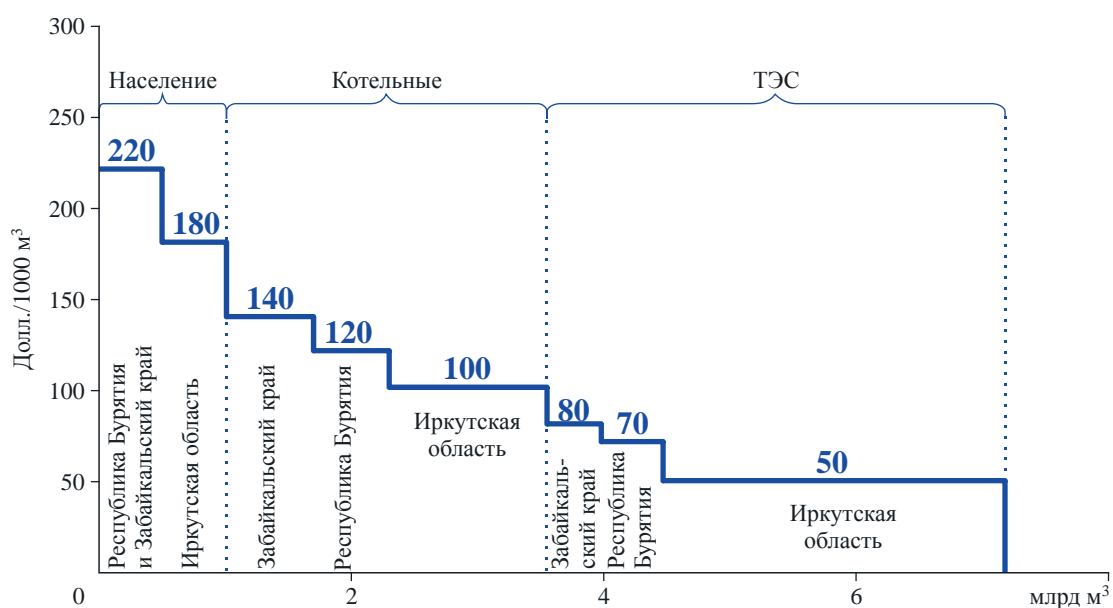 300
Население
Котельные
ТЭС
250
220
200
180
Долл./1000 м³
150
140
120
100
100
80
70
50
50
Республика Бурятия
и Забайкальский край
Иркутская область
Забайкальский край
Республика Бурятия
Иркутская
область
Забайкаль-
ский край
Республика
Бурятия
Иркутская
область
0
2
4
6
млрд м³